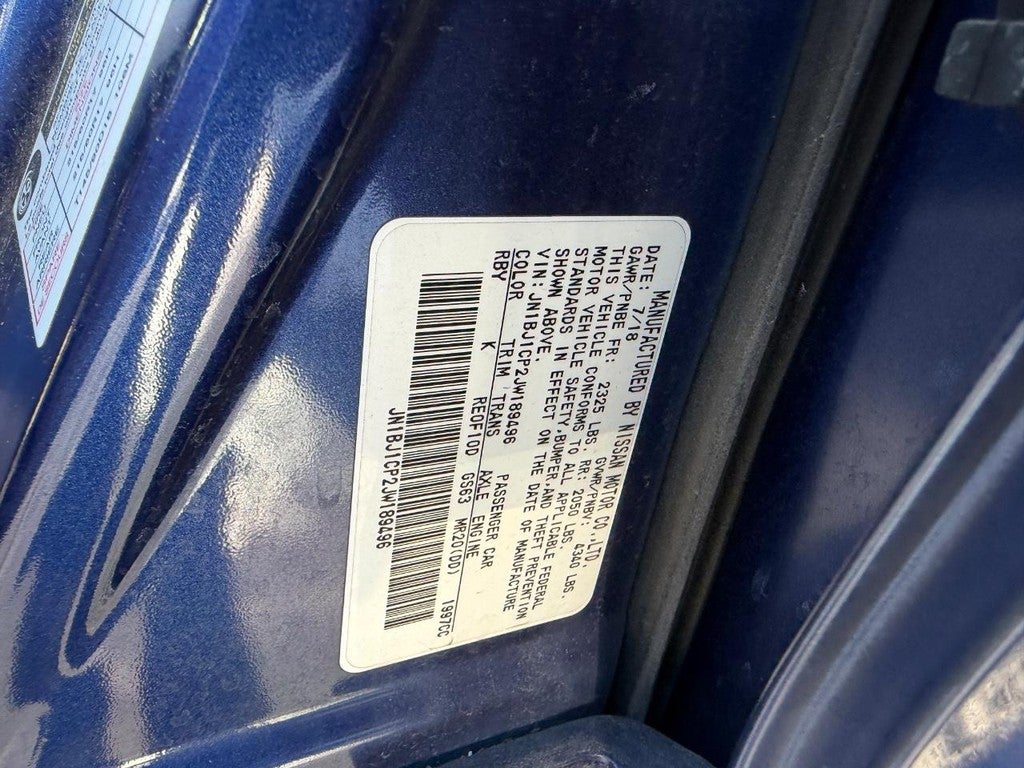 MANUFACTURED BY NISSAN MOTOR CO.,LTD.
DATE: 7/18 GVWR/PNBV: 4340 LBS.
GAWR/PNBE FR: 2325 LBS. RR: 2050 LBS.
THIS VEHICLE CONFORMS TO ALL APPLICABLE FEDERAL
MOTOR VEHICLE SAFETY,BUMPER,AND THEFT PREVENTION
STANDARDS IN EFFECT ON THE DATE OF MANUFACTURE
SHOWN ABOVE.
VIN: JN1BJ1CP2JW189496 PASSENGER CAR
COLOR TRIM TRANS AXLE ENGINE
RBY K RE0F10D GS63 MR20(DD) 1997CC
JN1BJ1CP2JW189496